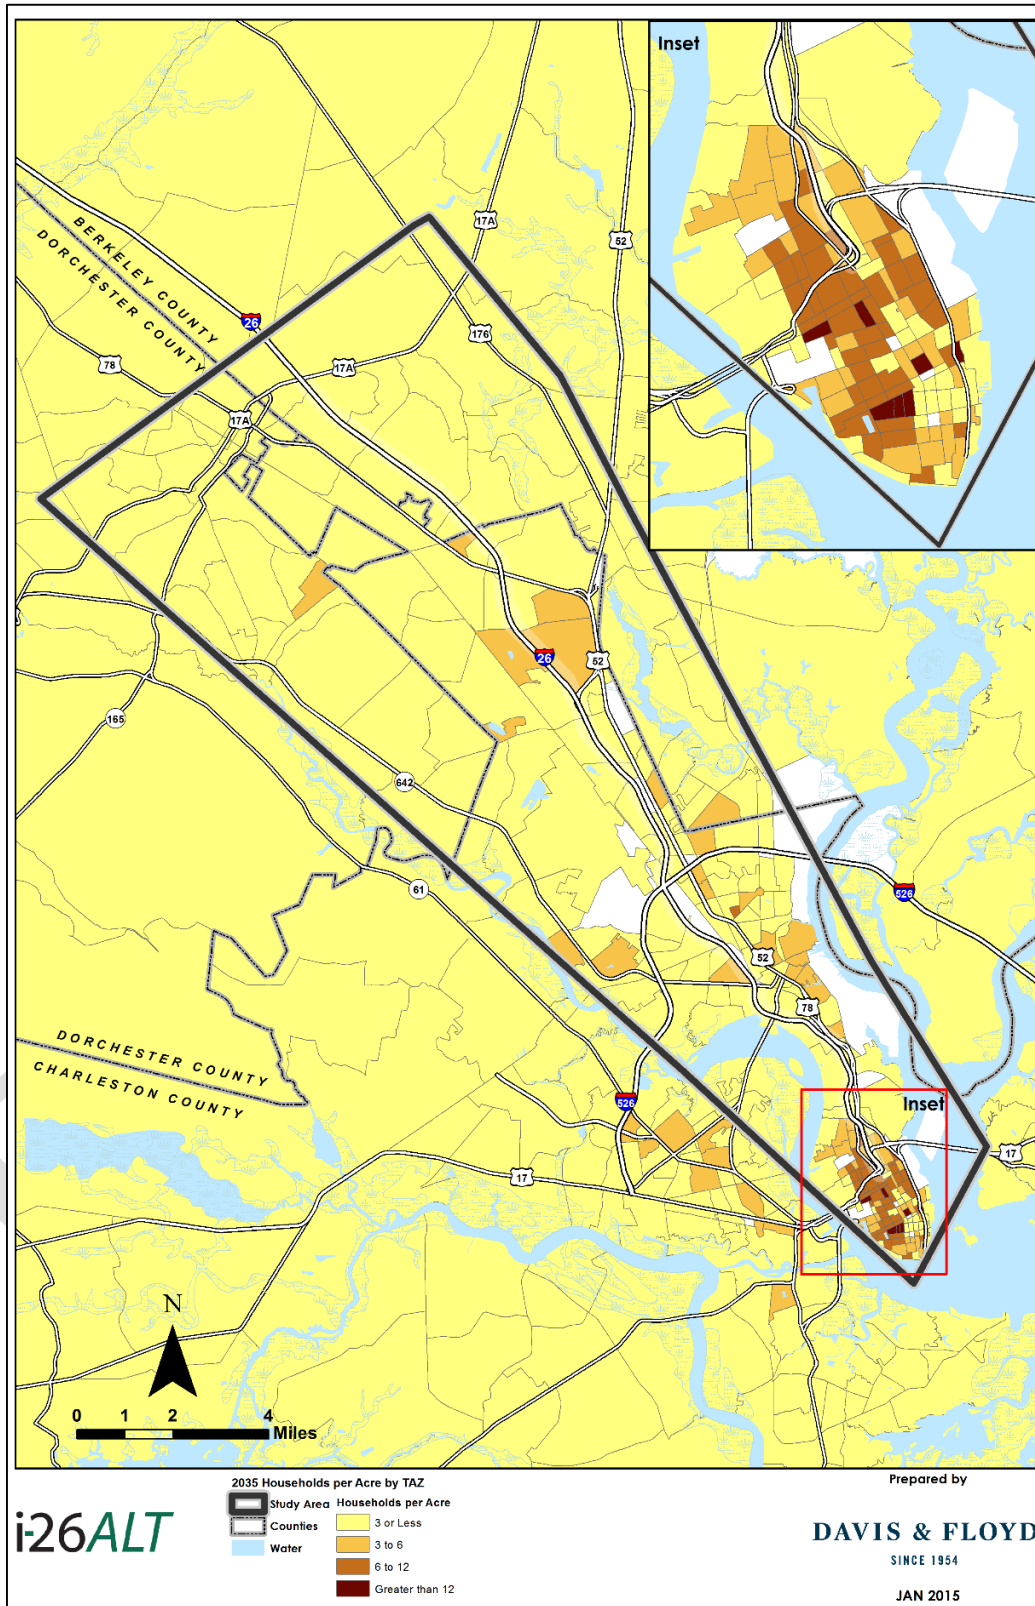 Inset
17A
52
BERKELEY COUNTY
DORCHESTER COUNTY
26
176
78
17A
17A
26
52
165
642
61
526
52
78
DORCHESTER COUNTY
CHARLESTON COUNTY
526
Inset
17
17
N
0 1 2 4
Miles
2035 Households per Acre by TAZ
Study Area
Counties
Water
Households per Acre
3 or Less
3 to 6
6 to 12
Greater than 12
i-26ALT
Prepared by
DAVIS & FLOYD
SINCE 1954
JAN 2015